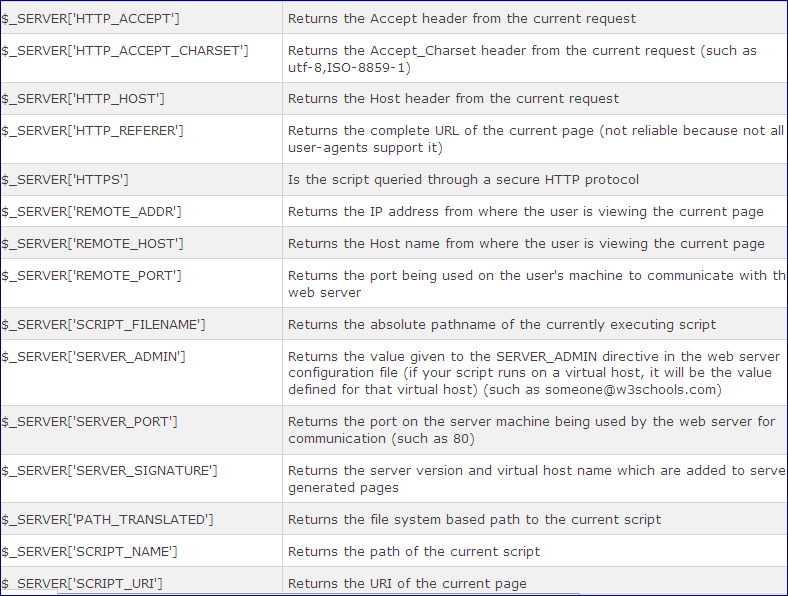 $_SERVER['HTTP_ACCEPT'] Returns the Accept header from the current request
$_SERVER['HTTP_ACCEPT_CHARSET'] Returns the Accept_Charset header from the current request (such as
utf-8,ISO-8859-1)
$_SERVER['HTTP_HOST'] Returns the Host header from the current request
$_SERVER['HTTP_REFERER'] Returns the complete URL of the current page (not reliable because not all
user-agents support it)
$_SERVER['HTTPS'] Is the script queried through a secure HTTP protocol
$_SERVER['REMOTE_ADDR'] Returns the IP address from where the user is viewing the current page
$_SERVER['REMOTE_HOST'] Returns the Host name from where the user is viewing the current page
$_SERVER['REMOTE_PORT'] Returns the port being used on the user's machine to communicate with th
web server
$_SERVER['SCRIPT_FILENAME'] Returns the absolute pathname of the currently executing script
$_SERVER['SERVER_ADMIN'] Returns the value given to the SERVER_ADMIN directive in the web server
configuration file (if your script runs on a virtual host, it will be the value
defined for that virtual host) (such as someone@w3schools.com)
$_SERVER['SERVER_PORT'] Returns the port on the server machine being used by the web server for
communication (such as 80)
$_SERVER['SERVER_SIGNATURE'] Returns the server version and virtual host name which are added to serve
generated pages
$_SERVER['PATH_TRANSLATED'] Returns the file system based path to the current script
$_SERVER['SCRIPT_NAME'] Returns the path of the current script
$_SERVER['SCRIPT_URI'] Returns the URI of the current page